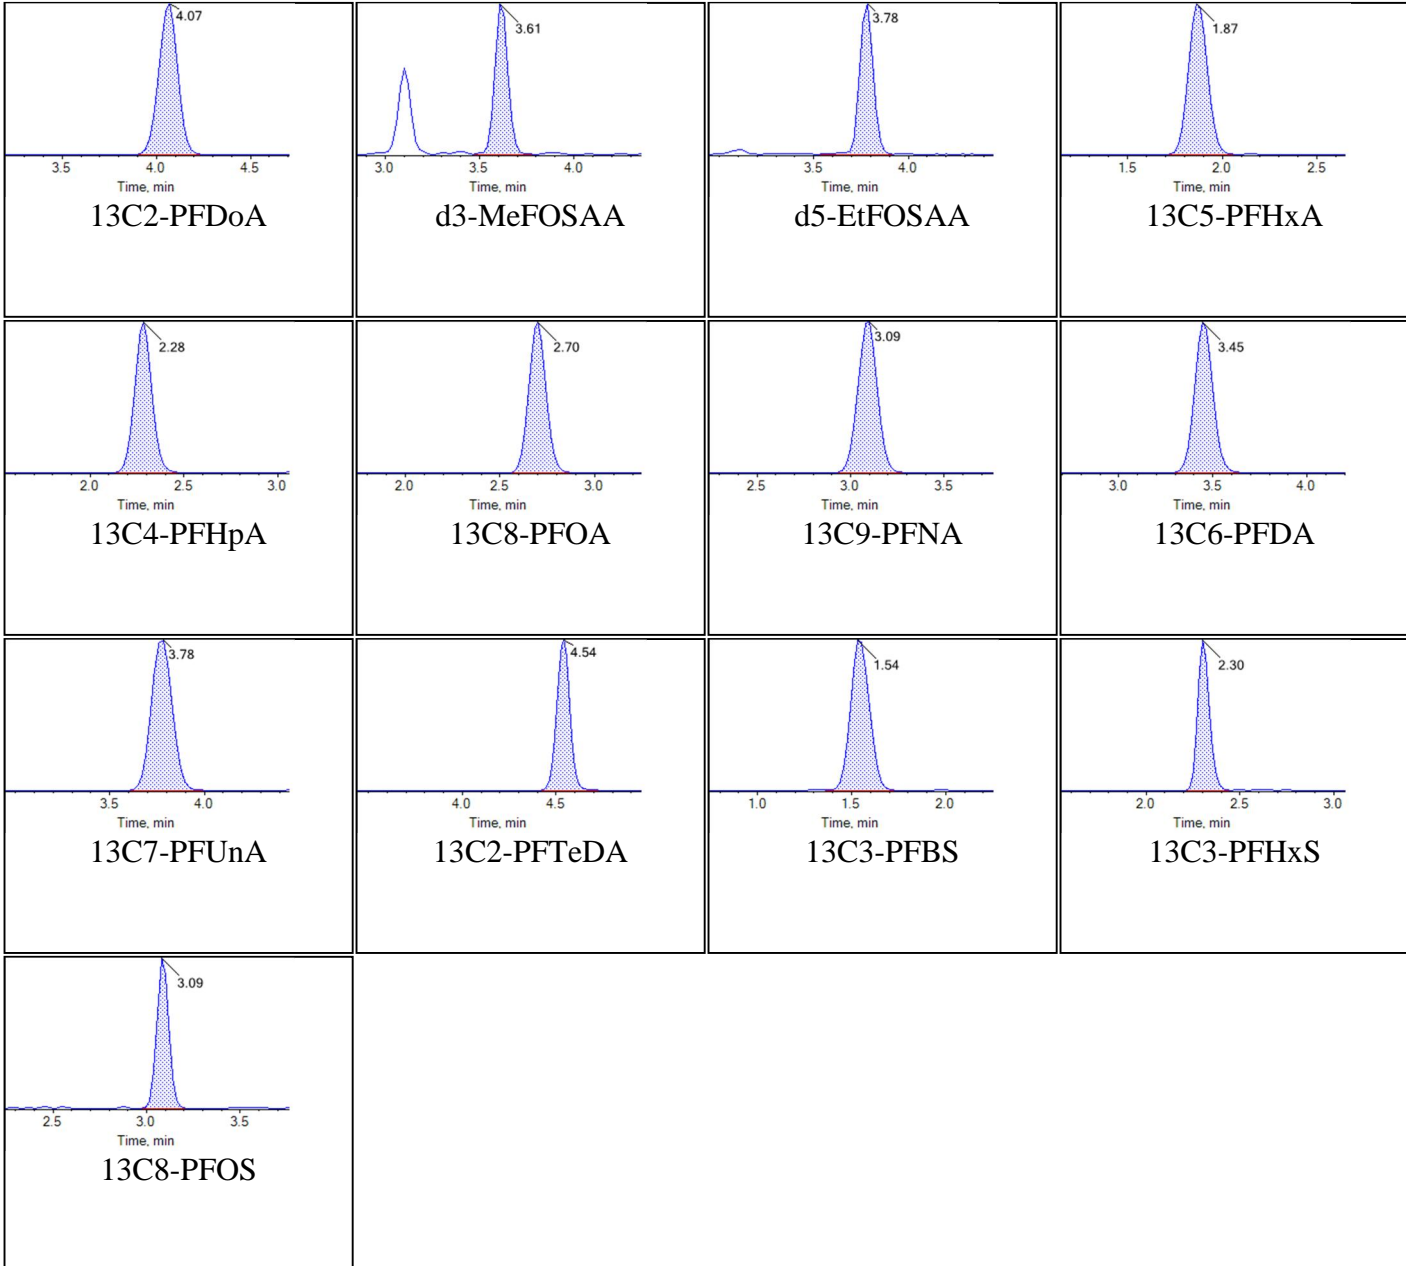 4.07
3.5 4.0 4.5
Time, min
13C2-PFDoA
3.61
3.0 3.5 4.0
Time, min
d3-MeFOSAA
3.78
3.5 4.0
Time, min
d5-EtFOSAA
1.87
1.5 2.0 2.5
Time, min
13C5-PFHxA
2.28
2.0 2.5 3.0
Time, min
13C4-PFHpA
2.70
2.0 2.5 3.0
Time, min
13C8-PFOA
3.09
2.5 3.0 3.5
Time, min
13C9-PFNA
3.45
3.0 3.5 4.0
Time, min
13C6-PFDA
3.78
3.5 4.0
Time, min
13C7-PFUnA
4.54
4.0 4.5
Time, min
13C2-PFTeDA
1.54
1.0 1.5 2.0
Time, min
13C3-PFBS
2.30
2.0 2.5 3.0
Time, min
13C3-PFHxS
3.09
2.5 3.0 3.5
Time, min
13C8-PFOS